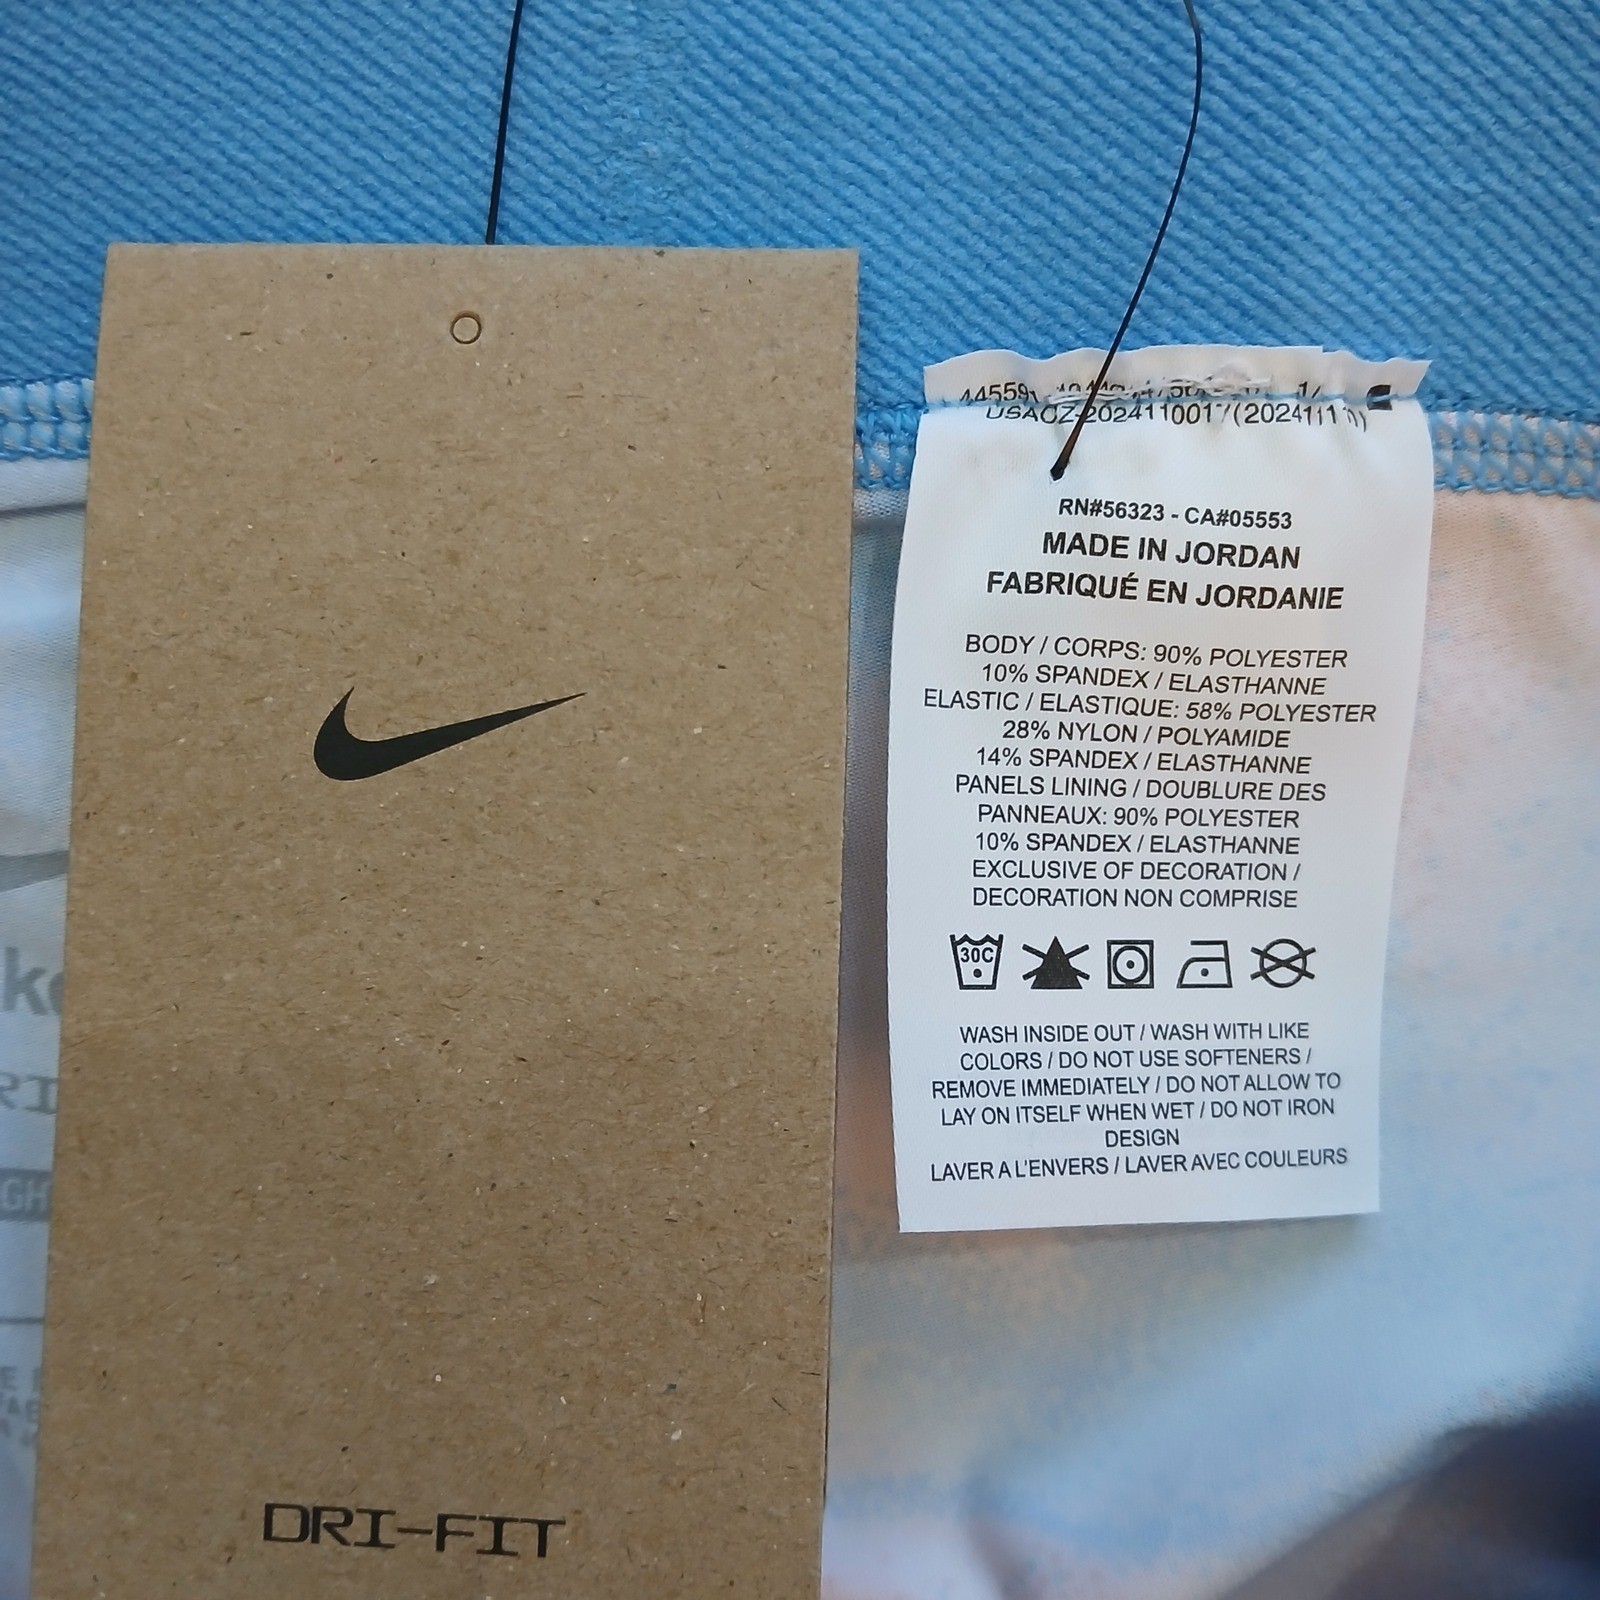 DRI-FIT
RN#56323 - CA#05553
MADE IN JORDAN
FABRIQUÉ EN JORDANIE
BODY / CORPS: 90% POLYESTER
10% SPANDEX / ELASTHANNE
ELASTIC / ELASTIQUE: 58% POLYESTER
28% NYLON / POLYAMIDE
14% SPANDEX / ELASTHANNE
PANELS LINING / DOUBLURE DES
PANNEAUX: 90% POLYESTER
10% SPANDEX / ELASTHANNE
EXCLUSIVE OF DECORATION /
DECORATION NON COMPRISE
30C
WASH INSIDE OUT / WASH WITH LIKE
COLORS / DO NOT USE SOFTENERS /
REMOVE IMMEDIATELY / DO NOT ALLOW TO
LAY ON ITSELF WHEN WET / DO NOT IRON
DESIGN
LAVER A L'ENVERS / LAVER AVEC COULEURS